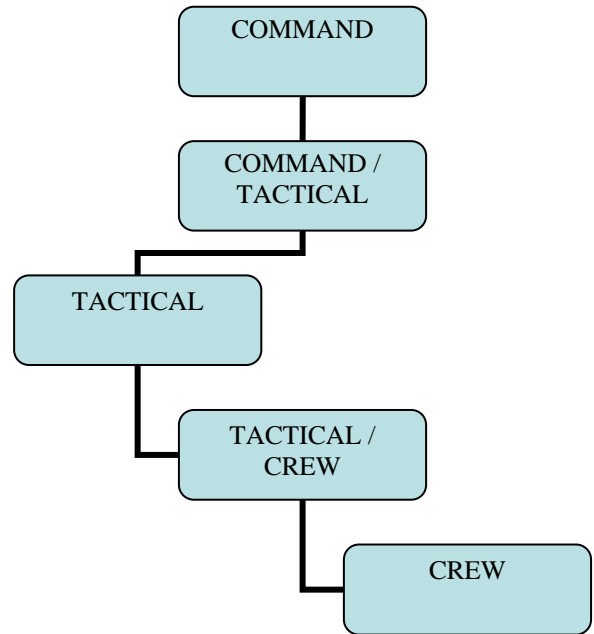 COMMAND
COMMAND /
TACTICAL
TACTICAL
TACTICAL /
CREW
CREW